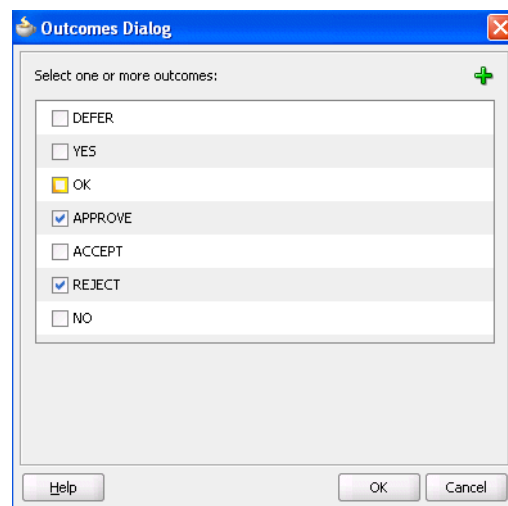 Outcomes Dialog
Select one or more outcomes:
DEFER
YES
OK
APPROVE
ACCEPT
REJECT
NO
Help OK Cancel